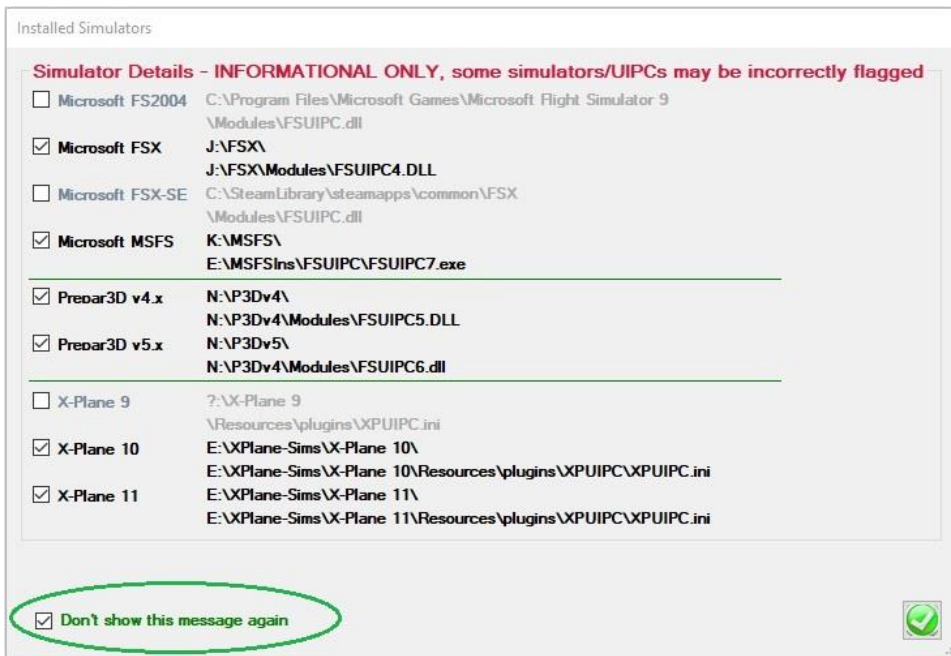 Installed Simulators
Simulator Details - INFORMATIONAL ONLY, some simulators/UIPCs may be incorrectly flagged
Microsoft FS2004 C:\Program Files\Microsoft Games\Microsoft Flight Simulator 9
\Modules\FSUIPC.dll
Microsoft FSX J:\FSX\
J:\FSX\Modules\FSUIPC4.DLL
Microsoft FSX-SE C:\SteamLibrary\steamapps\common\FSX
\Modules\FSUIPC.dll
Microsoft MSFS K:\MSFS\
E:\MSFSIns\FSUIPC\FSUIPC7.exe
Prepar3D v4.x N:\P3Dv4\
N:\P3Dv4\Modules\FSUIPC5.DLL
Prepar3D v5.x N:\P3Dv5\
N:\P3Dv4\Modules\FSUIPC6.dll
X-Plane 9 ?:\X-Plane 9
\Resources\plugins\XPUIPC.ini
X-Plane 10 E:\XPlane-Sims\X-Plane 10\
E:\XPlane-Sims\X-Plane 10\Resources\plugins\XPUIPC\XPUIPC.ini
X-Plane 11 E:\XPlane-Sims\X-Plane 11\
E:\XPlane-Sims\X-Plane 11\Resources\plugins\XPUIPC\XPUIPC.ini
Don't show this message again